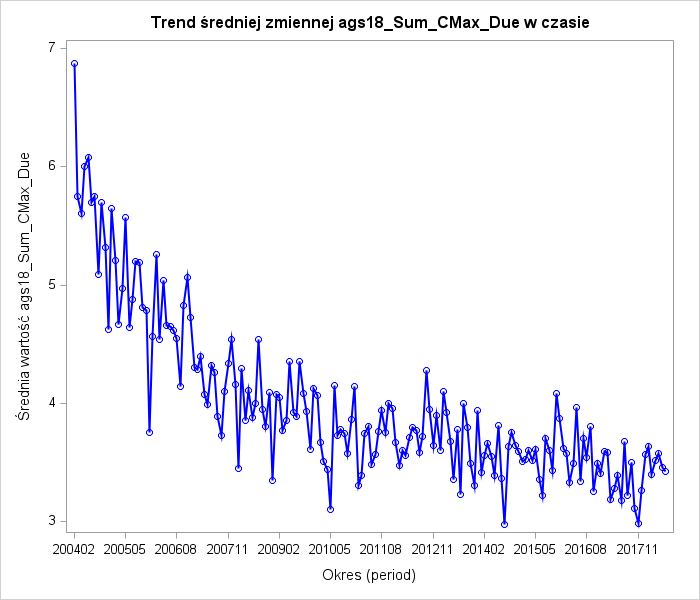 Trend średniej zmiennej ags18_Sum_CMax_Due w czasie
Średnia wartość ags18_Sum_CMax_Due
7
6
5
4
3
200402 200505 200608 200711 200902 201005 201108 201211 201402 201505 201608 201711
Okres (period)